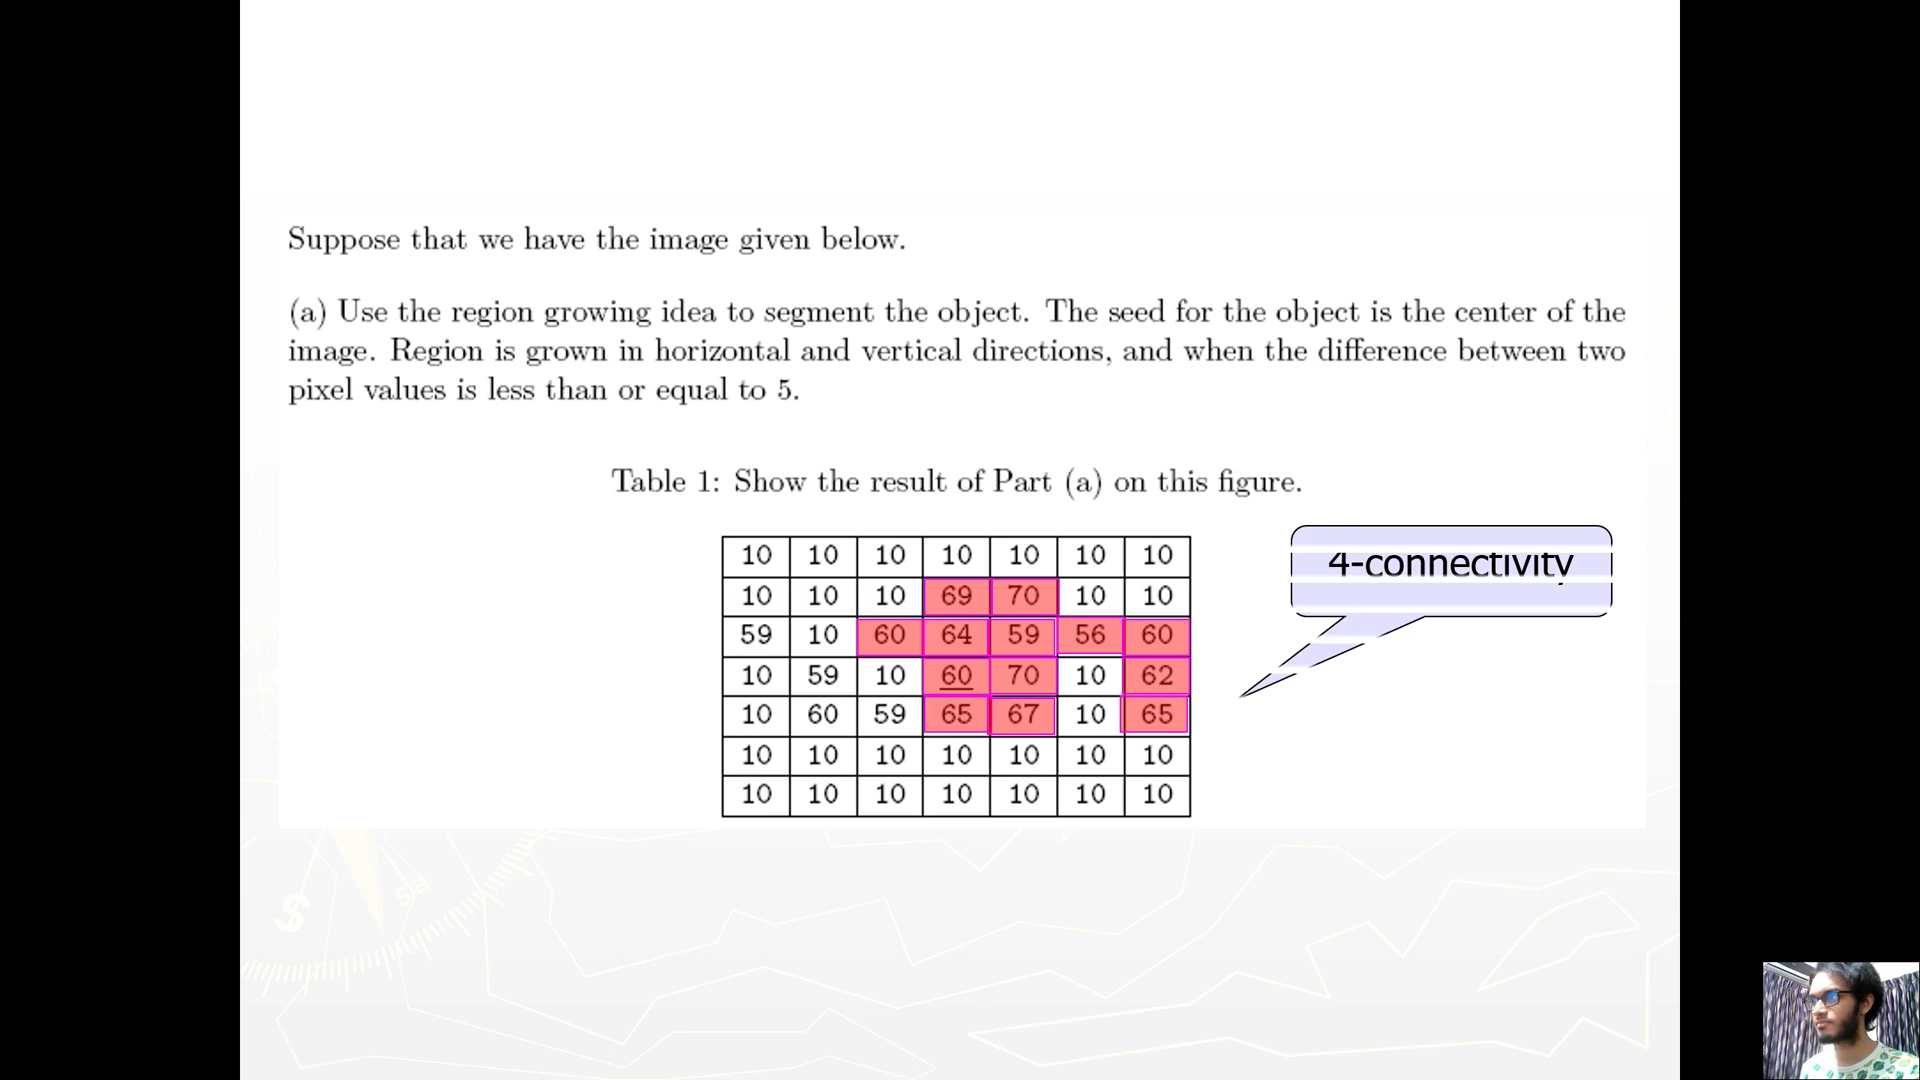 Suppose that we have the image given below.
(a) Use the region growing idea to segment the object. The seed for the object is the center of the
image. Region is grown in horizontal and vertical directions, and when the difference between two
pixel values is less than or equal to 5.
Table 1: Show the result of Part (a) on this figure.
4-connectivity
10 10 10 10 10 10 10
10 10 10 69 70 10 10
59 10 60 64 59 56 60
10 59 10 60 70 10 62
10 60 59 65 67 10 65
10 10 10 10 10 10 10
10 10 10 10 10 10 10